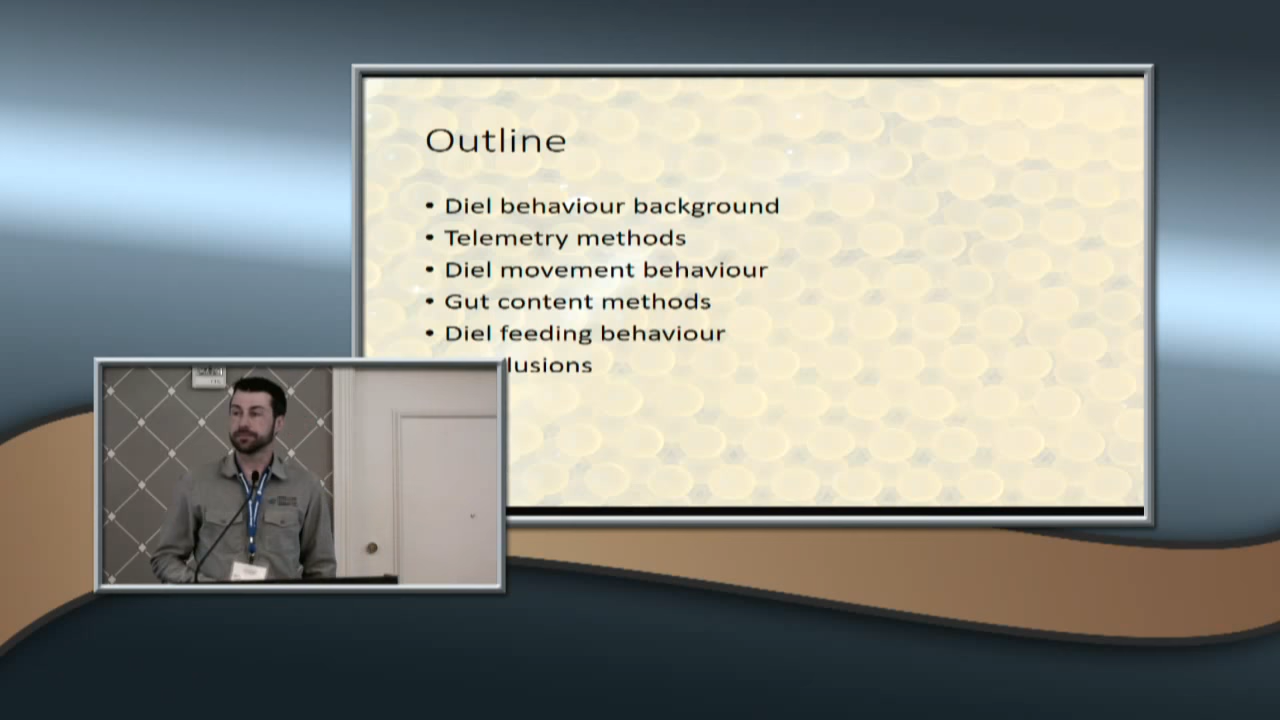 Outline
• Diel behaviour background
• Telemetry methods
• Diel movement behaviour
• Gut content methods
• Diel feeding behaviour
lusions